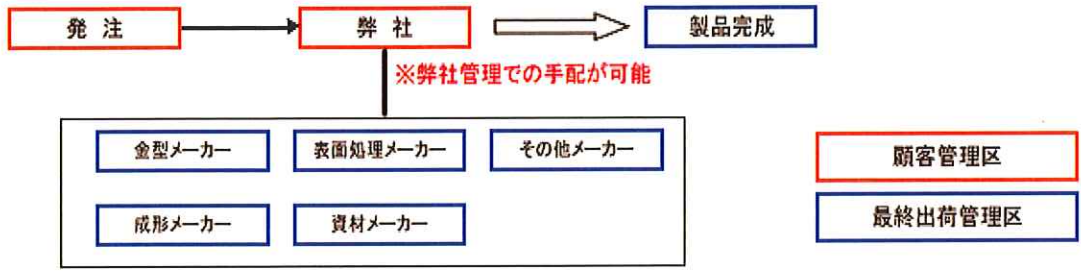 発 注
弊 社
製品完成
※弊社管理での手配が可能
金型メーカー
表面処理メーカー
その他メーカー
成形メーカー
資材メーカー
顧客管理区
最終出荷管理区